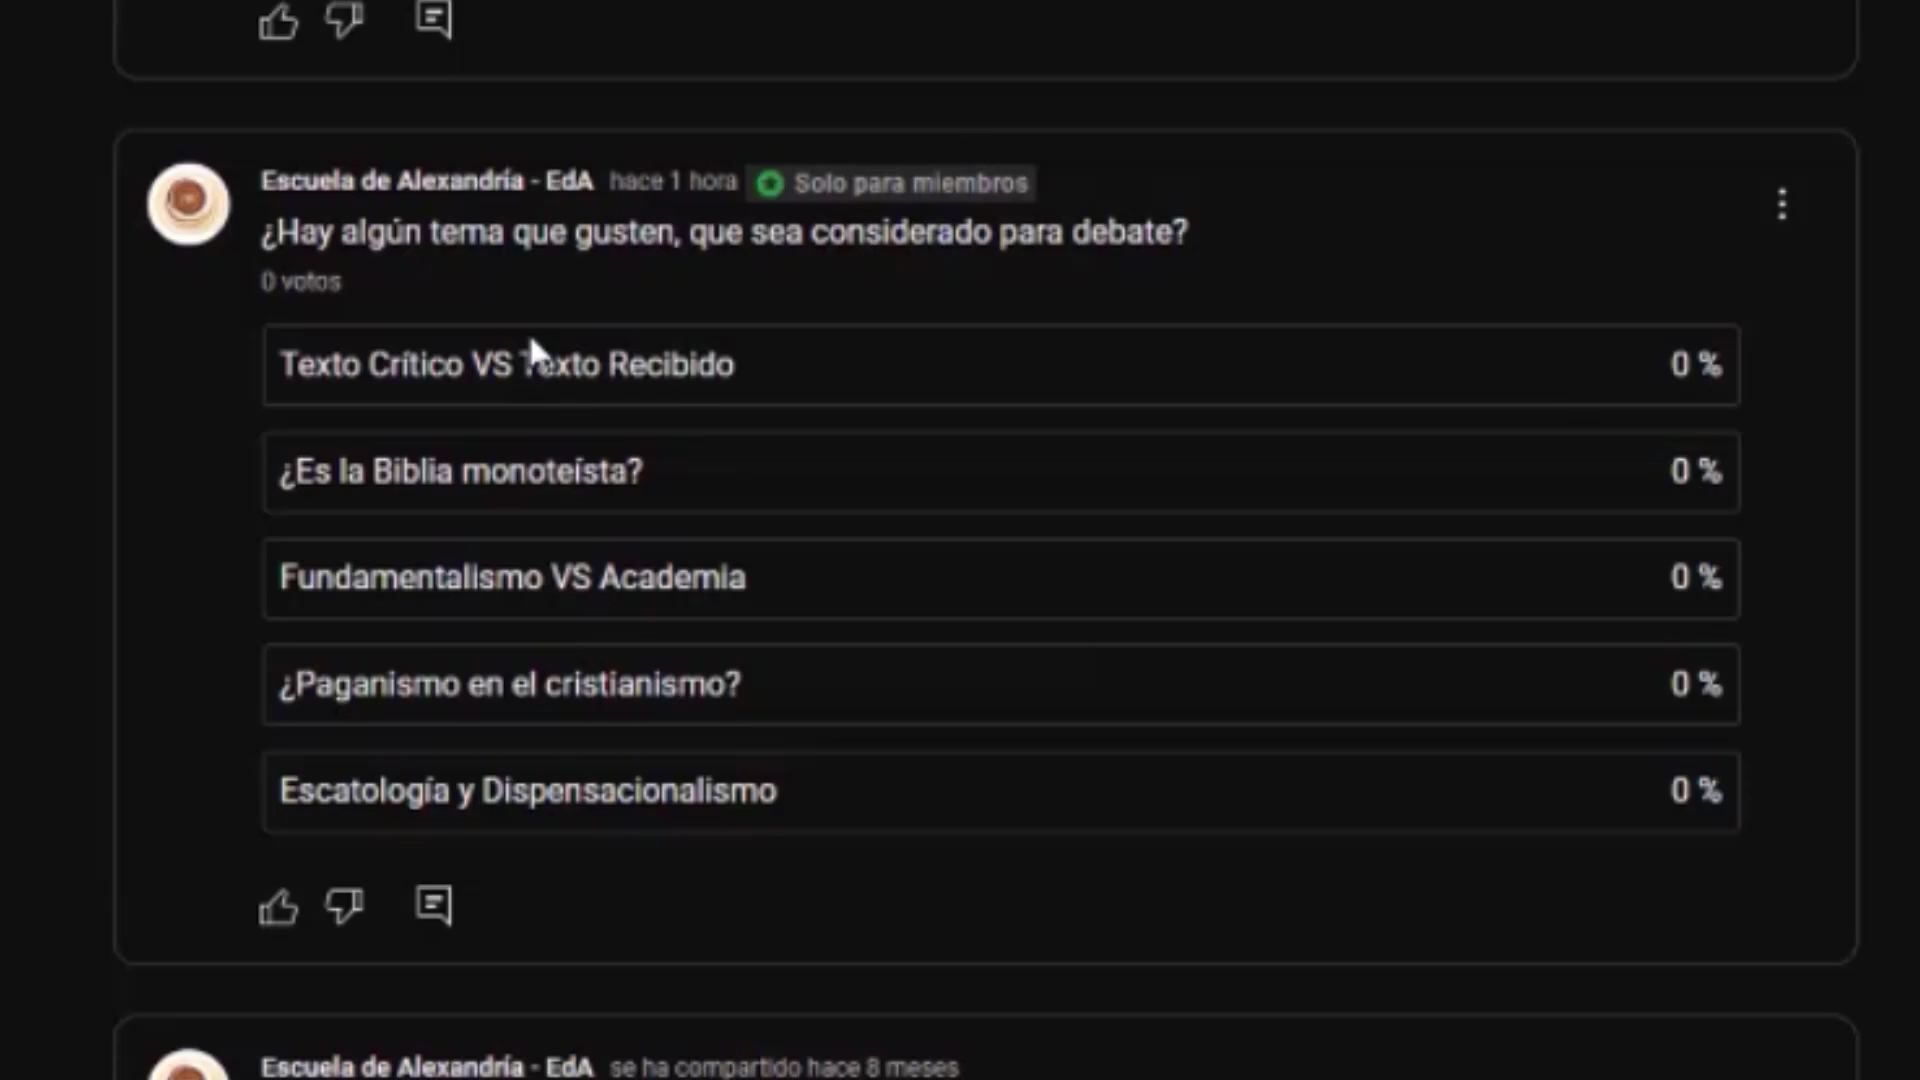 Escuela de Alexandría - EdA hace 1 hora Solo para miembros
¿Hay algún tema que gusten, que sea considerado para debate?
0 votos
Texto Crítico VS Texto Recibido 0 %
¿Es la Biblia monoteísta? 0 %
Fundamentalismo VS Academia 0 %
¿Paganismo en el cristianismo? 0 %
Escatología y Dispensacionalismo 0 %
Escuela de Alexandría - EdA se ha compartido hace 8 meses